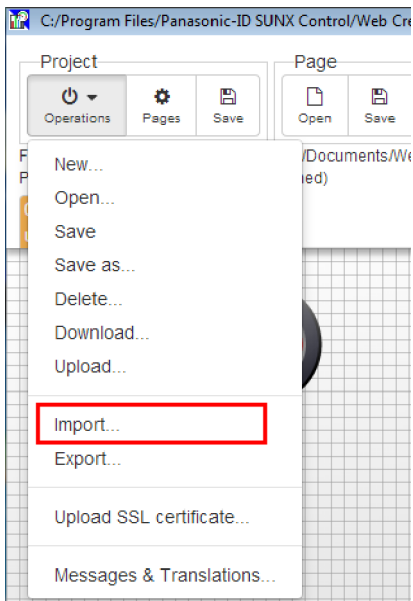 C:/Program Files/Panasonic-ID SUNX Control/Web Cre
Project
Page
Operations
Pages
Save
Open
Save
/Documents/We
New...
Open...
Save
Save as...
Delete...
Download...
Upload...
Import...
Export...
Upload SSL certificate...
Messages & Translations...